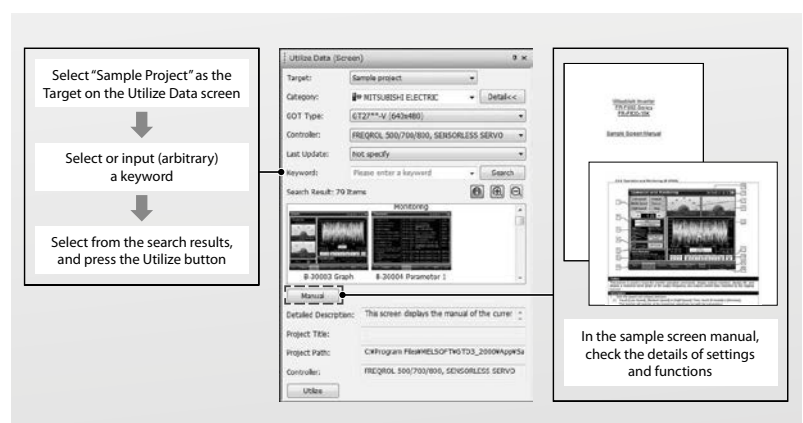 Select "Sample Project" as the
Target on the Utilize Data screen
Select or input (arbitrary)
a keyword
Select from the search results,
and press the Utilize button
Utilize Data (Screen)
Target: Sample project
Category: MITSUBISHI ELECTRIC Detail<<
GOT Type: GT27**-V (640x480)
Controller: FREQROL 500/700/800, SENSORLESS SERVO
Last Update: Not specify
Keyword: Please enter a keyword Search
Search Result: 79 Items
Monitoring
B-30003 Graph B-30004 Parameter 1
Manual
Detailed Description: This screen displays the manual of the curre
Project Title:
Project Path: C:¥Program Files¥MELSOFT¥GTD3_2000¥App¥Sa
Controller: FREQROL 500/700/800, SENSORLESS SERVO
Utilize
Mitsubishi Inverter
Sample Screen Manual
In the sample screen manual,
check the details of settings
and functions